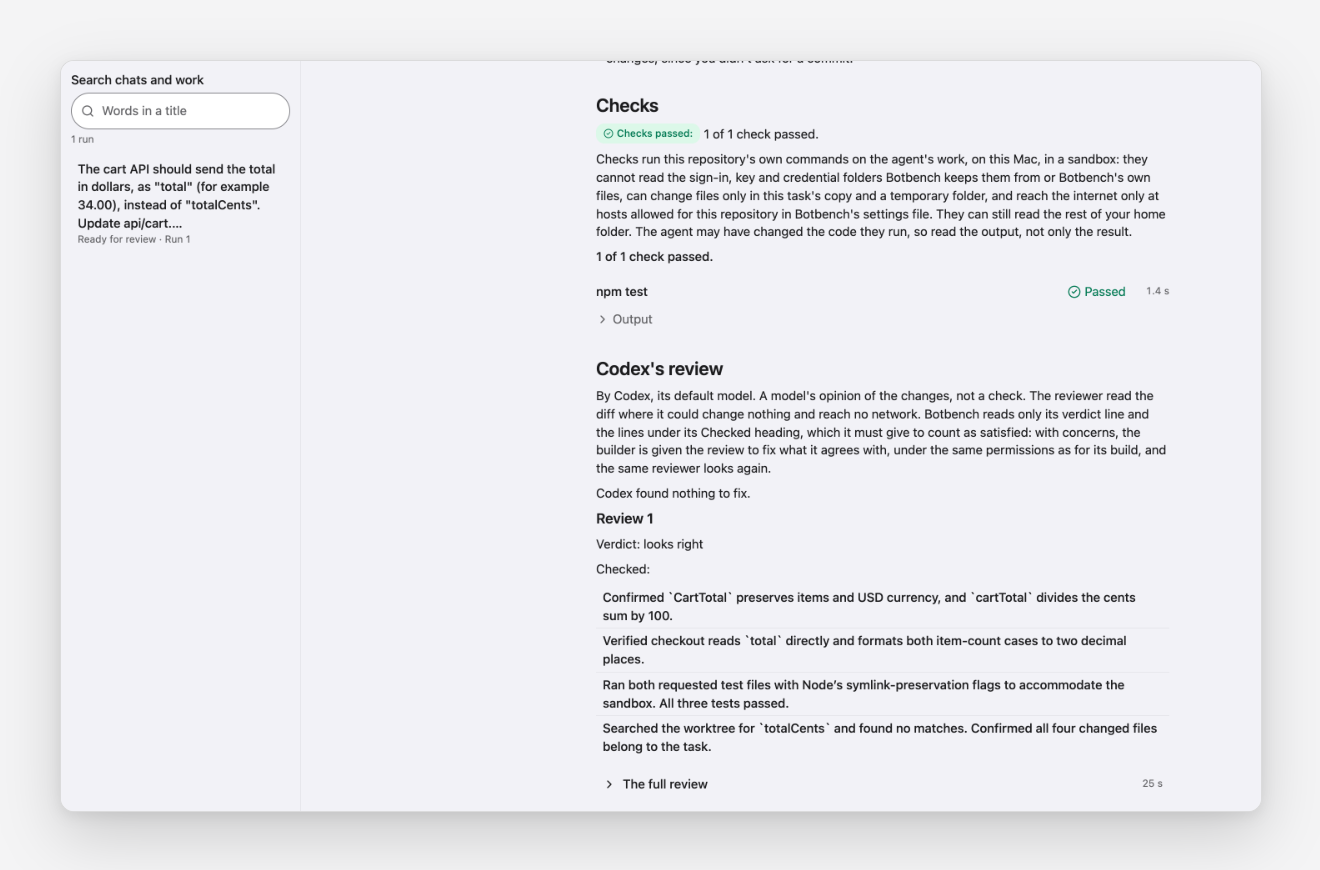 Search chats and work
Words in a title
1 run
The cart API should send the total
in dollars, as "total" (for example
34.00), instead of "totalCents".
Update api/cart....
Ready for review · Run 1
changes, since you didn't ask for a commit.
Checks
Checks passed: 1 of 1 check passed.
Checks run this repository's own commands on the agent's work, on this Mac, in a sandbox: they
cannot read the sign-in, key and credential folders Botbench keeps them from or Botbench's own
files, can change files only in this task's copy and a temporary folder, and reach the internet only at
hosts allowed for this repository in Botbench's settings file. They can still read the rest of your home
folder. The agent may have changed the code they run, so read the output, not only the result.
1 of 1 check passed.
npm test Passed 1.4 s
Output
Codex's review
By Codex, its default model. A model's opinion of the changes, not a check. The reviewer read the
diff where it could change nothing and reach no network. Botbench reads only its verdict line and
the lines under its Checked heading, which it must give to count as satisfied: with concerns, the
builder is given the review to fix what it agrees with, under the same permissions as for its build, and
the same reviewer looks again.
Codex found nothing to fix.
Review 1
Verdict: looks right
Checked:
Confirmed `CartTotal` preserves items and USD currency, and `cartTotal` divides the cents
sum by 100.
Verified checkout reads `total` directly and formats both item-count cases to two decimal
places.
Ran both requested test files with Node’s symlink-preservation flags to accommodate the
sandbox. All three tests passed.
Searched the worktree for `totalCents` and found no matches. Confirmed all four changed files
belong to the task.
The full review 25 s